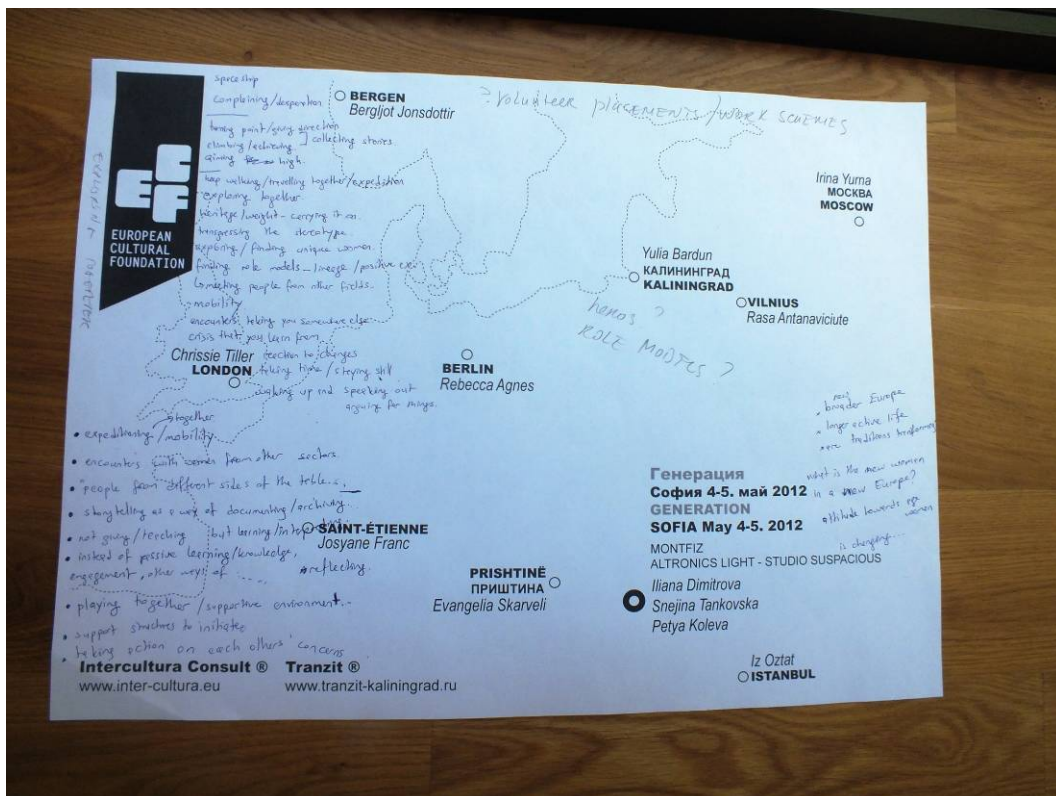 spaceship
complaining/
turning point/giving direction
climbing/achieving ] collecting stories
aiming high.
keep walking/travelling together/expedition
exploring together
heritage/weight - carrying it on.
transgressing the stereotype.
exploring/finding unique women.
finding role models - lineage/positive
connecting people from other fields.
mobility
encounters taking you somewhere else
crisis that you learn from
reaction to changes
taking time/staying still
waking up and speaking out
arguing for things.
EUROPEAN
CULTURAL
FOUNDATION
BERGEN
Bergljot Jonsdottir
? Volunteer placements/WORK SCHEMES
Irina Yurna
МОСКВА
MOSCOW
Yulia Bardun
КАЛИНИНГРАД
KALININGRAD
VILNIUS
Rasa Antanaviciute
heros ?
ROLE MODELS ?
Chrissie Tiller
LONDON
BERLIN
Rebecca Agnes
together
• expeditioning/mobility
• encounters with women from other sectors
• "people from different sides of the table..."
• storytelling as a way of documenting/archiving...
• not giving/teaching but learning/
• instead of passive learning/knowledge, reflecting.
engagement, other ways of .....
• playing together/supportive environment...
• support structures to initiate
• taking action on each others' concerns
SAINT-ÉTIENNE
Josyane Franc
PRISHTINË
ПРИШТИНА
Evangelia Skarveli
• broader Europe
• longer active life
• traditions
what is the new women
in a new Europe?
attitude towards age
women
is changing...
Генерация
София 4-5. май 2012
GENERATION
SOFIA May 4-5. 2012
MONTFIZ
ALTRONICS LIGHT - STUDIO SUSPACIOUS
Iliana Dimitrova
Snejina Tankovska
Petya Koleva
Iz Oztat
ISTANBUL
Intercultura Consult ® Tranzit ®
www.inter-cultura.eu www.tranzit-kaliningrad.ru